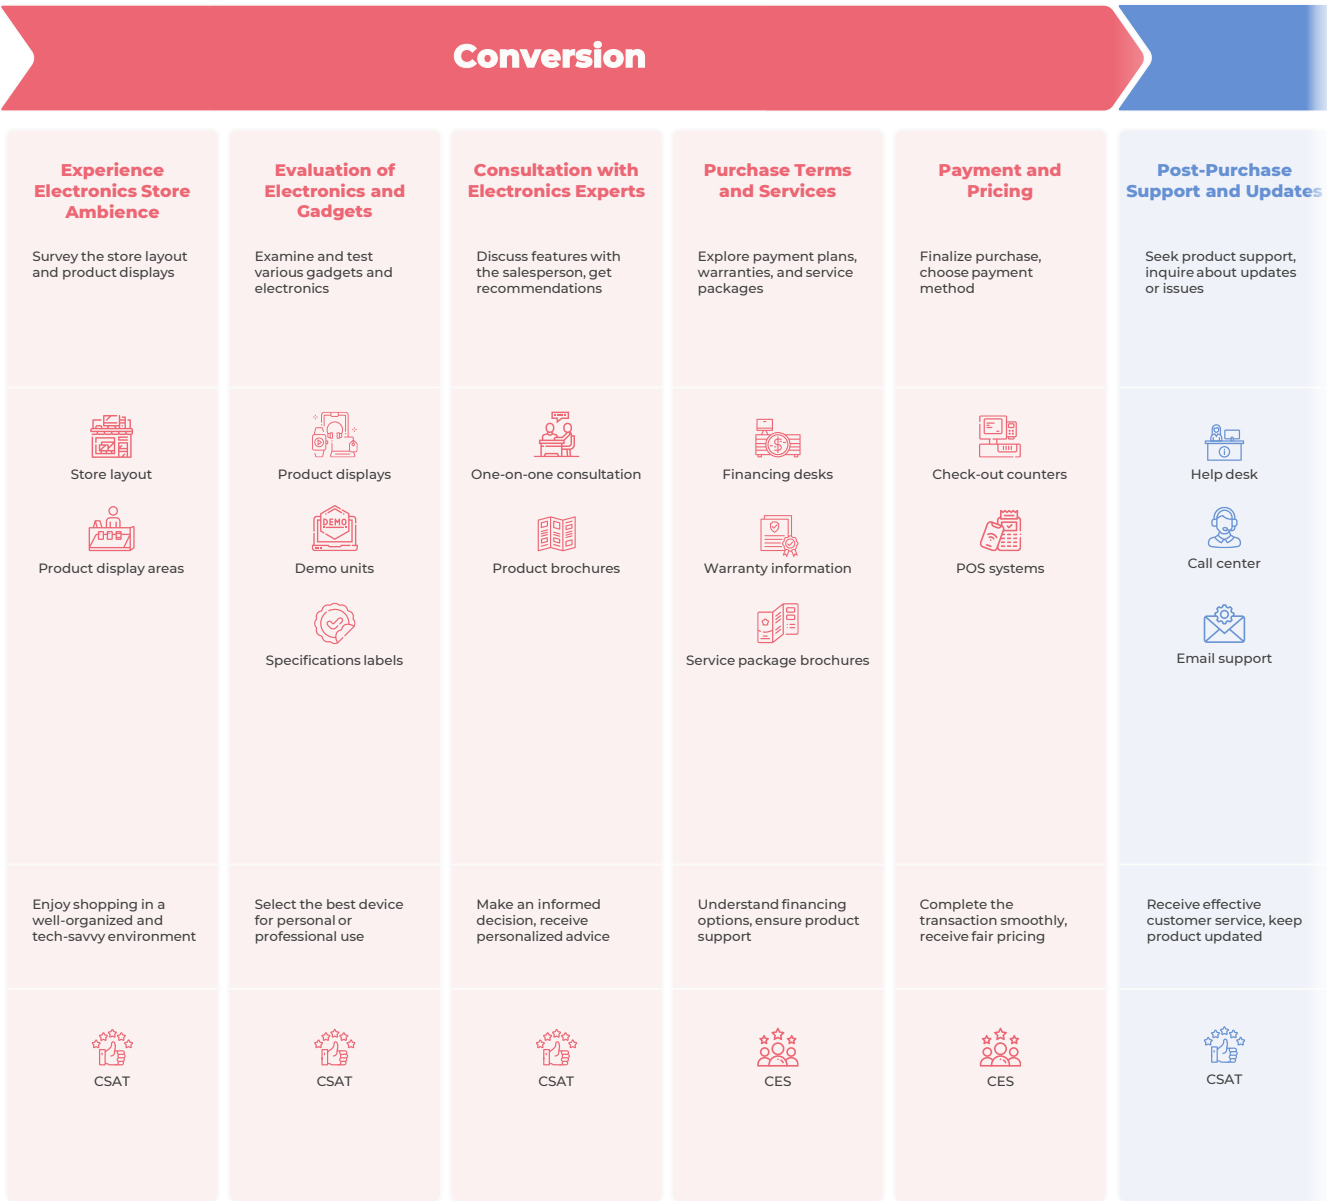 Conversion
Experience
Electronics Store
Ambience
Survey the store layout
and product displays
Store layout
Product display areas
Enjoy shopping in a
well-organized and
tech-savvy environment
CSAT
Evaluation of
Electronics and
Gadgets
Examine and test
various gadgets and
electronics
Product displays
DEMO
Demo units
Specifications labels
Select the best device
for personal or
professional use
CSAT
Consultation with
Electronics Experts
Discuss features with
the salesperson, get
recommendations
One-on-one consultation
Product brochures
Make an informed
decision, receive
personalized advice
CSAT
Purchase Terms
and Services
Explore payment plans,
warranties, and service
packages
Financing desks
Warranty information
Service package brochures
Understand financing
options, ensure product
support
CES
Payment and
Pricing
Finalize purchase,
choose payment
method
Check-out counters
POS systems
Complete the
transaction smoothly,
receive fair pricing
CES
Post-Purchase
Support and Updates
Seek product support,
inquire about updates
or issues
Help desk
Call center
Email support
Receive effective
customer service, keep
product updated
CSAT